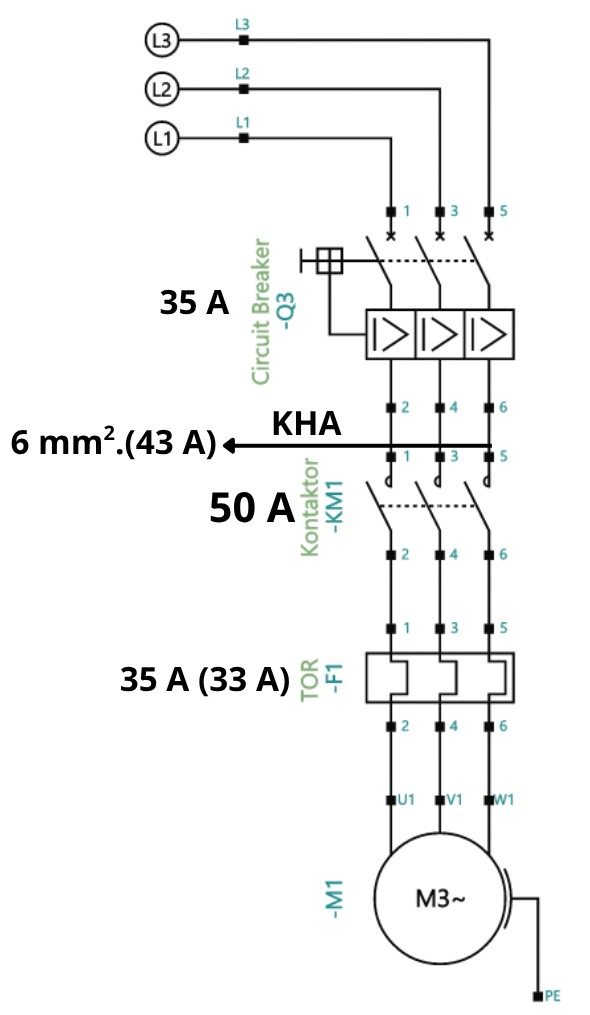 L3
L3
L2
L2
L1
L1
1 3 5
35 A
Circuit Breaker
-Q3
2 4 6
KHA
6 mm².(43 A)
1 3 5
50 A
Kontaktor
-KM1
2 4 6
1 3 5
35 A (33 A)
TOR
-F1
2 4 6
U1 V1 W1
-M1
M3~
PE